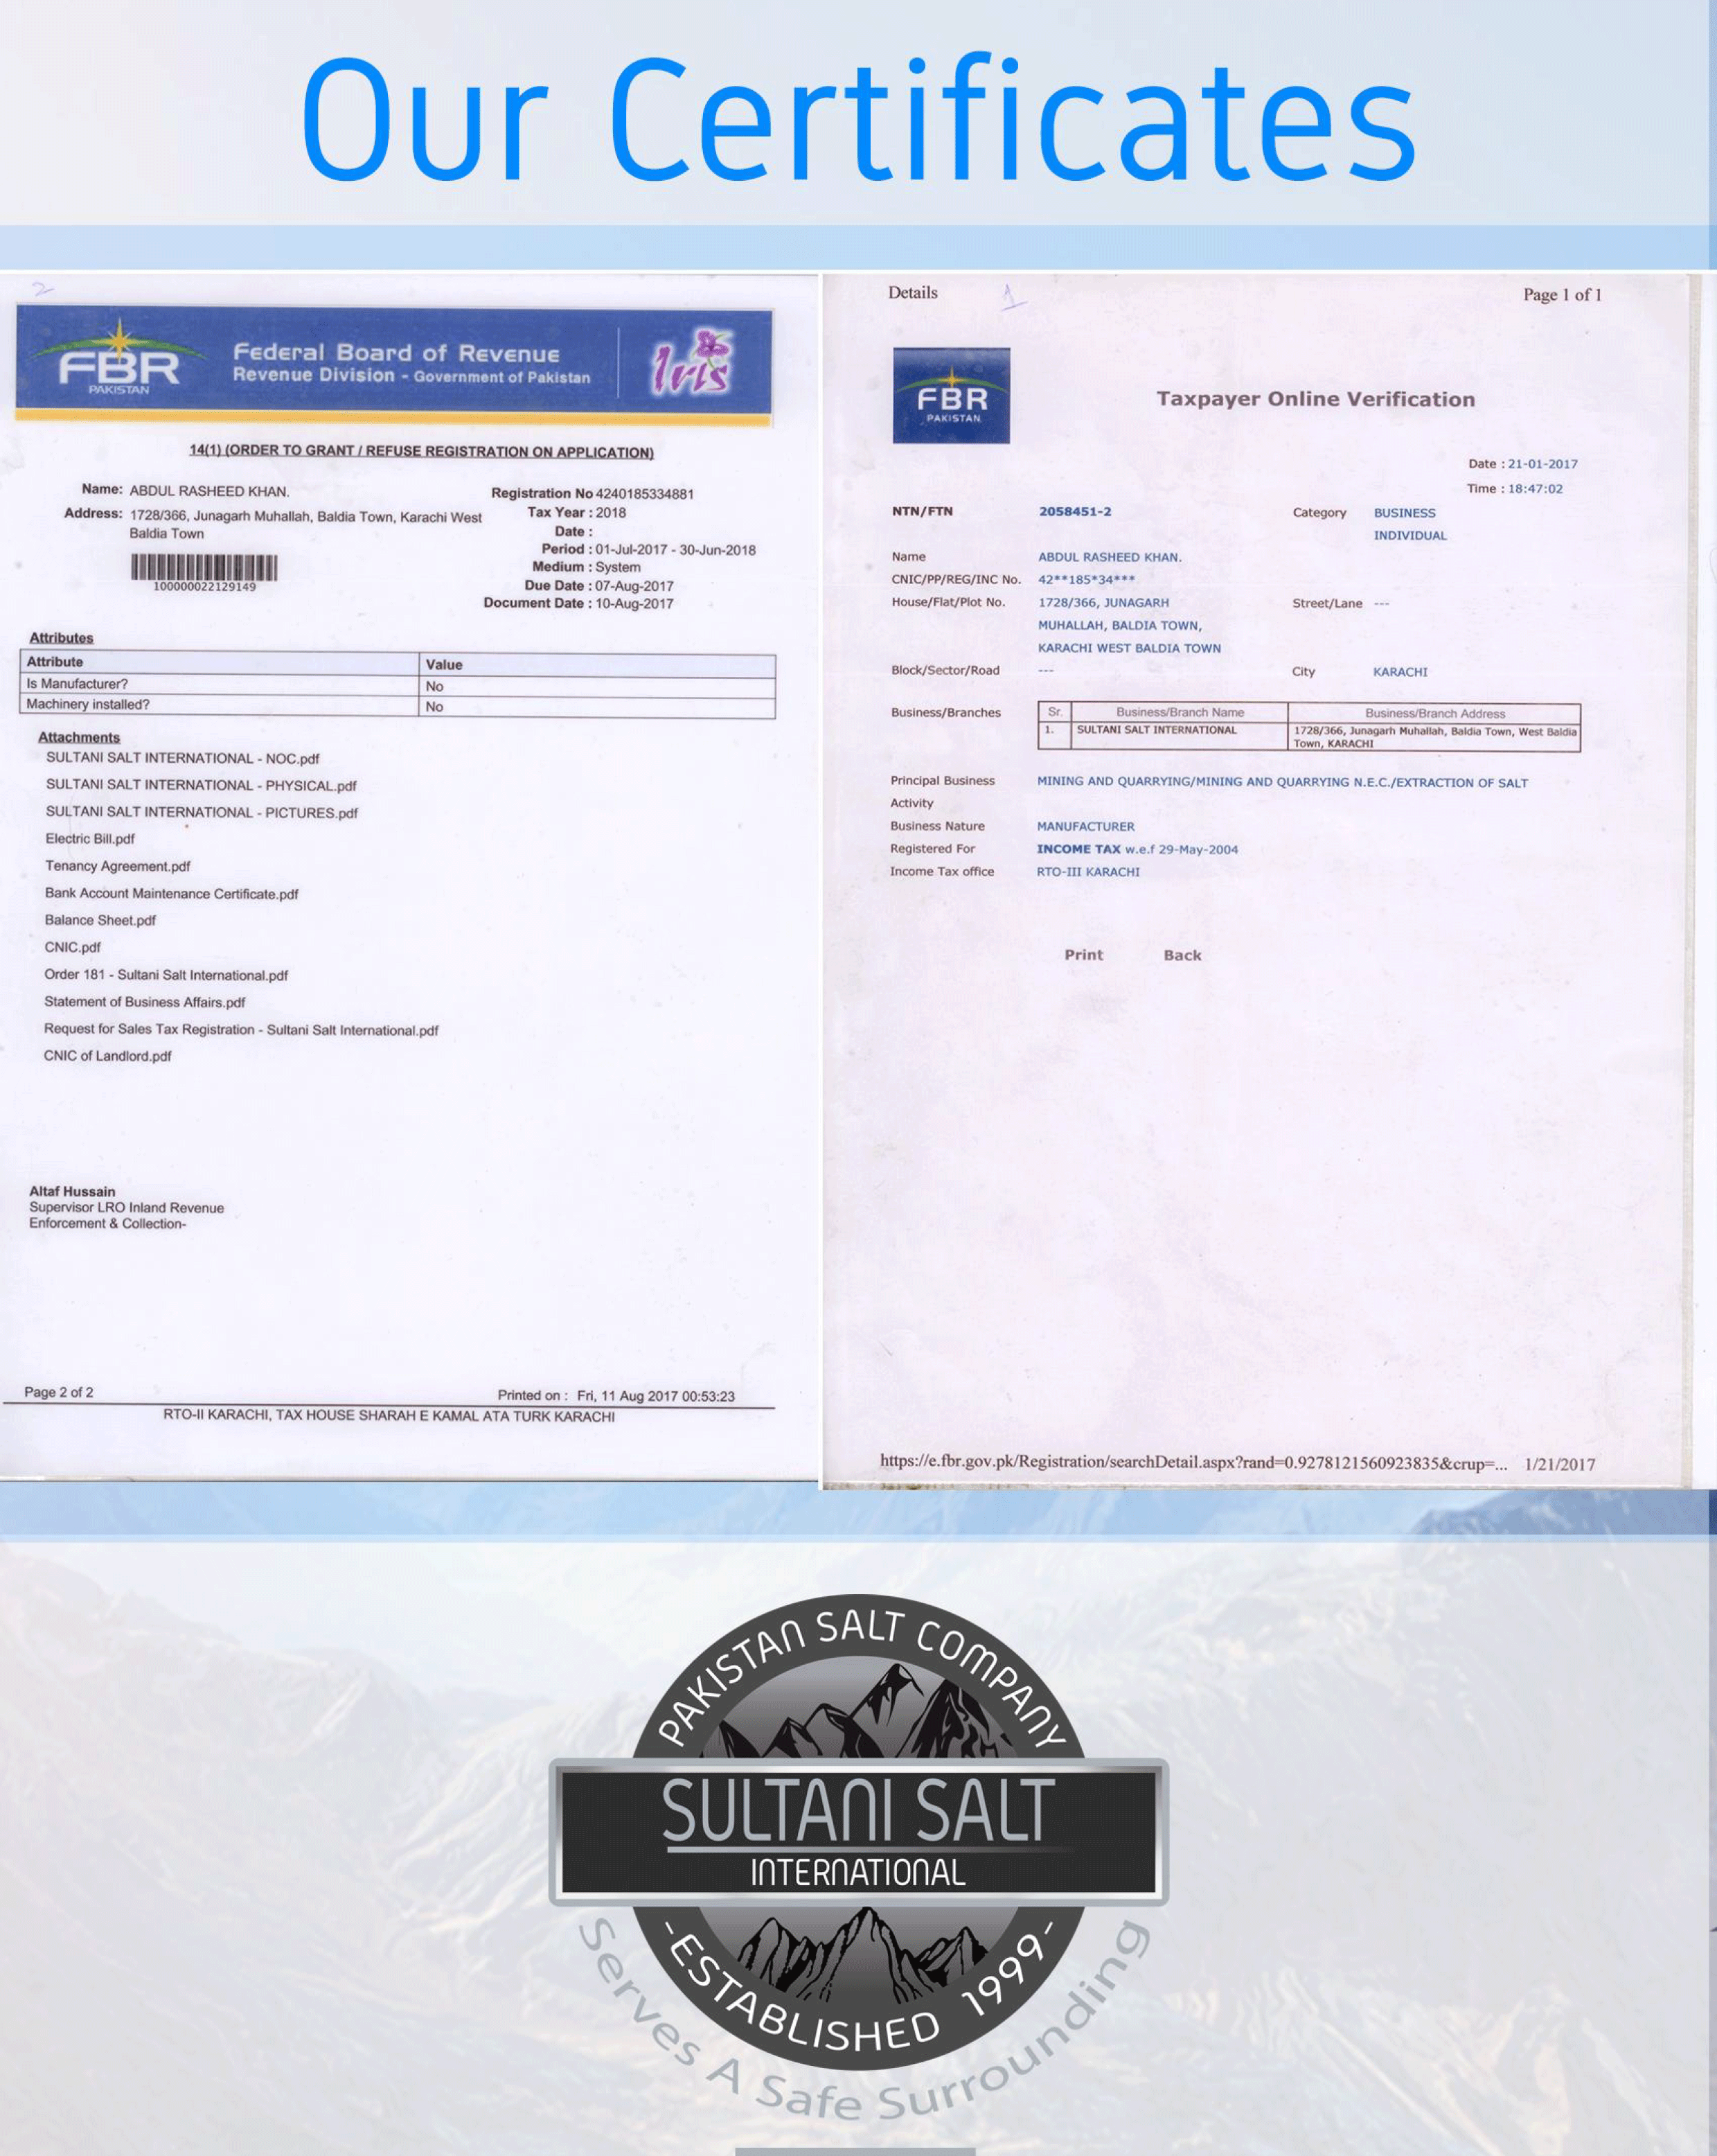 Our Certificates
2
FBR
PAKISTAN
Federal Board of Revenue
Revenue Division - Government of Pakistan
Iris
14(1) (ORDER TO GRANT / REFUSE REGISTRATION ON APPLICATION)
Name: ABDUL RASHEED KHAN.
Address: 1728/366, Junagarh Muhallah, Baldia Town, Karachi West
Baldia Town
100000022129149
Registration No 4240185334881
Tax Year : 2018
Date :
Period : 01-Jul-2017 - 30-Jun-2018
Medium : System
Due Date : 07-Aug-2017
Document Date : 10-Aug-2017
Attributes
Attribute Value
Is Manufacturer? No
Machinery installed? No
Attachments
SULTANI SALT INTERNATIONAL - NOC.pdf
SULTANI SALT INTERNATIONAL - PHYSICAL.pdf
SULTANI SALT INTERNATIONAL - PICTURES.pdf
Electric Bill.pdf
Tenancy Agreement.pdf
Bank Account Maintenance Certificate.pdf
Balance Sheet.pdf
CNIC.pdf
Order 181 - Sultani Salt International.pdf
Statement of Business Affairs.pdf
Request for Sales Tax Registration - Sultani Salt International.pdf
CNIC of Landlord.pdf
Altaf Hussain
Supervisor LRO Inland Revenue
Enforcement & Collection-
Page 2 of 2 Printed on : Fri, 11 Aug 2017 00:53:23
RTO-II KARACHI, TAX HOUSE SHARAH E KAMAL ATA TURK KARACHI
Details 1 Page 1 of 1
FBR
PAKISTAN
Taxpayer Online Verification
Date : 21-01-2017
Time : 18:47:02
NTN/FTN 2058451-2 Category BUSINESS
INDIVIDUAL
Name ABDUL RASHEED KHAN.
CNIC/PP/REG/INC No. 42**185*34***
House/Flat/Plot No. 1728/366, JUNAGARH Street/Lane ---
MUHALLAH, BALDIA TOWN,
KARACHI WEST BALDIA TOWN
Block/Sector/Road --- City KARACHI
Business/Branches Sr. Business/Branch Name Business/Branch Address
1. SULTANI SALT INTERNATIONAL 1728/366, Junagarh Muhallah, Baldia Town, West Baldia
Town, KARACHI
Principal Business MINING AND QUARRYING/MINING AND QUARRYING N.E.C./EXTRACTION OF SALT
Activity
Business Nature MANUFACTURER
Registered For INCOME TAX w.e.f 29-May-2004
Income Tax office RTO-III KARACHI
Print Back
https://e.fbr.gov.pk/Registration/searchDetail.aspx?rand=0.9278121560923835&crup=... 1/21/2017
PAKISTAN SALT COMPANY
SULTANI SALT
INTERNATIONAL
-ESTABLISHED 1999-
Serves A Safe Surrounding